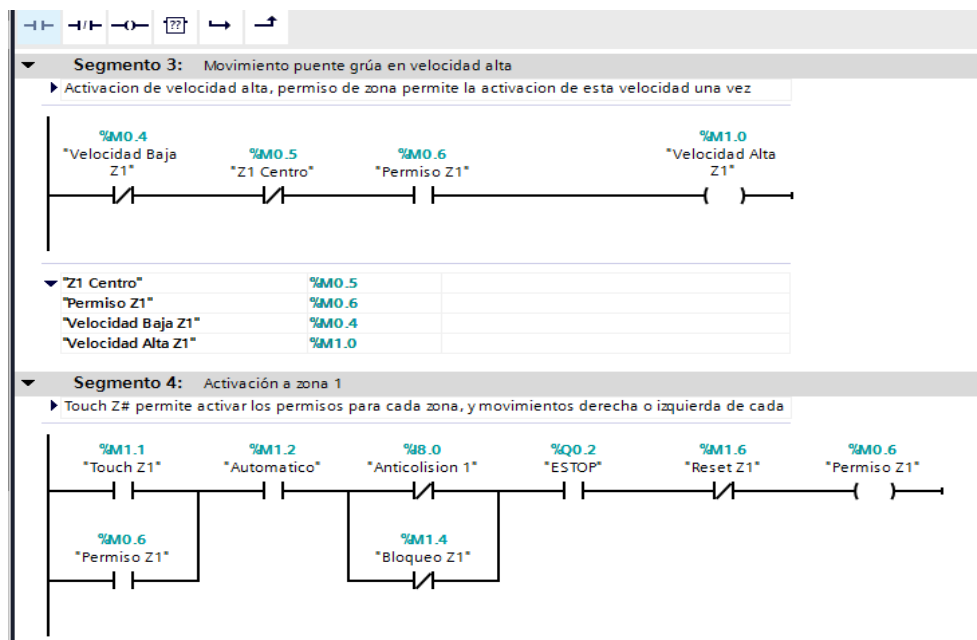 ??
Segmento 3: Movimiento puente grúa en velocidad alta
Activacion de velocidad alta, permiso de zona permite la activacion de esta velocidad una vez
%M0.4
"Velocidad Baja Z1"
%M0.5
"Z1 Centro"
%M0.6
"Permiso Z1"
%M1.0
"Velocidad Alta Z1"
"Z1 Centro" %M0.5
"Permiso Z1" %M0.6
"Velocidad Baja Z1" %M0.4
"Velocidad Alta Z1" %M1.0
Segmento 4: Activación a zona 1
Touch Z# permite activar los permisos para cada zona, y movimientos derecha o izquierda de cada
%M1.1
"Touch Z1"
%M1.2
"Automatico"
%I8.0
"Anticolision 1"
%Q0.2
"ESTOP"
%M1.6
"Reset Z1"
%M0.6
"Permiso Z1"
%M0.6
"Permiso Z1"
%M1.4
"Bloqueo Z1"